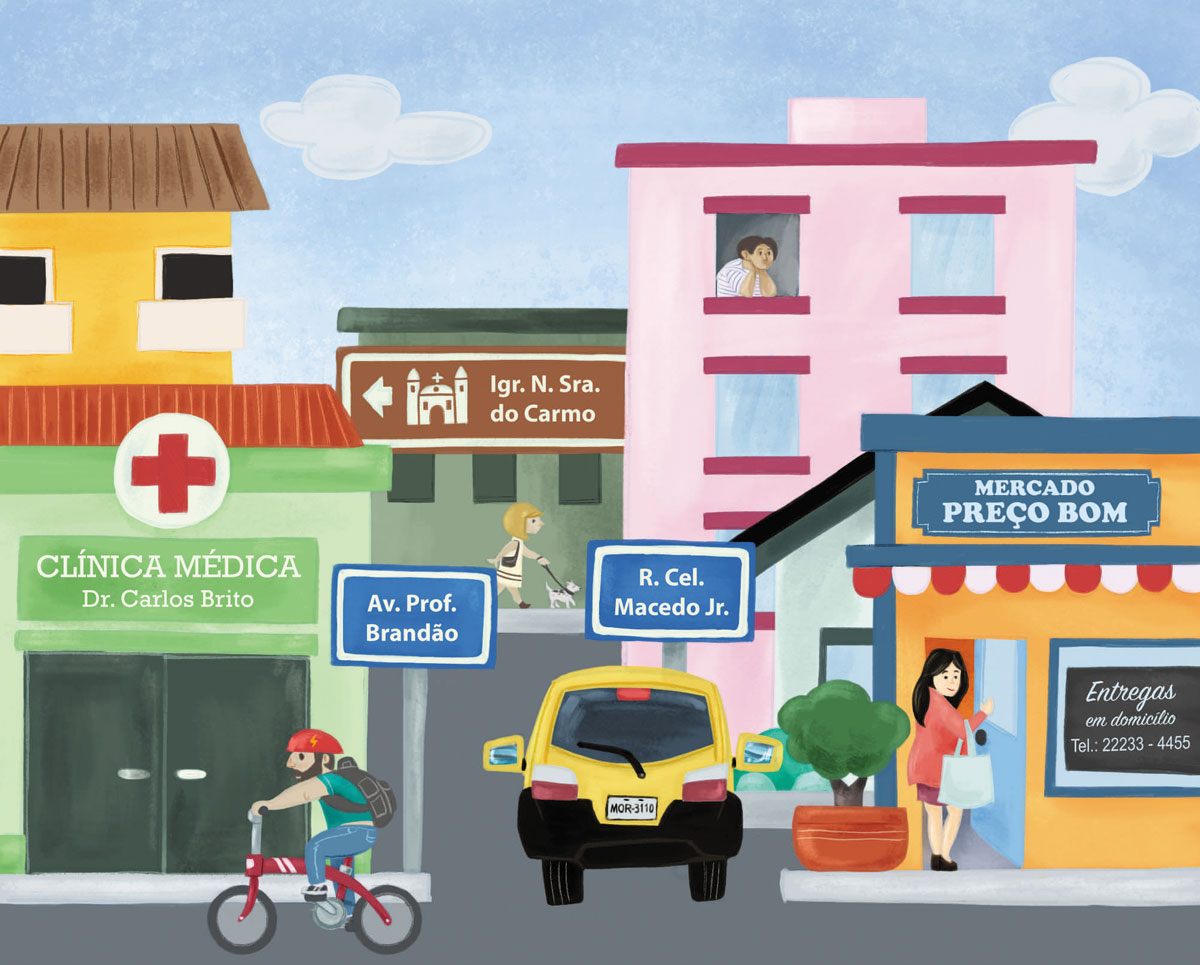 Igr. N. Sra.
do Carmo
MERCADO
PREÇO BOM
CLÍNICA MÉDICA
Dr. Carlos Brito
Av. Prof.
Brandão
R. Cel.
Macedo Jr.
Entregas
em domicílio
Tel.: 22233 - 4455
MOR-3110